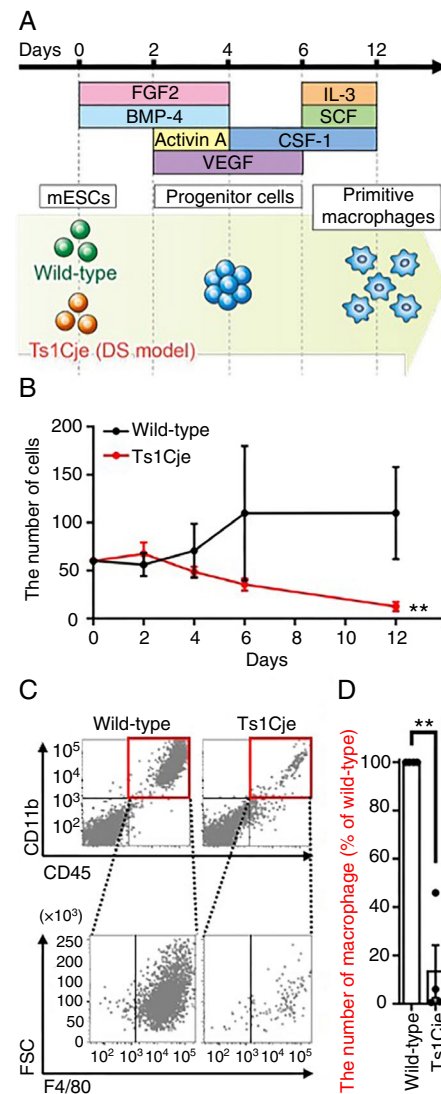 A
Days 0 2 4 6 12
FGF2 IL-3
BMP-4 SCF
Activin A CSF-1
VEGF
mESCs Progenitor cells Primitive
macrophages
Wild-type
Ts1Cje (DS model)
B
The number of cells
200
150
100
50
0
Wild-type
Ts1Cje
**
0 2 4 6 8 10 12
Days
C
Wild-type Ts1Cje
CD11b
10⁵
10⁴
10³
10²
CD45
(×10³)
FSC
250
200
150
100
50
0
10² 10³ 10⁴ 10⁵ 10² 10³ 10⁴ 10⁵
F4/80
D
**
The number of macrophage (% of wild-type)
100
80
60
40
20
0
Wild-type
Ts1Cje